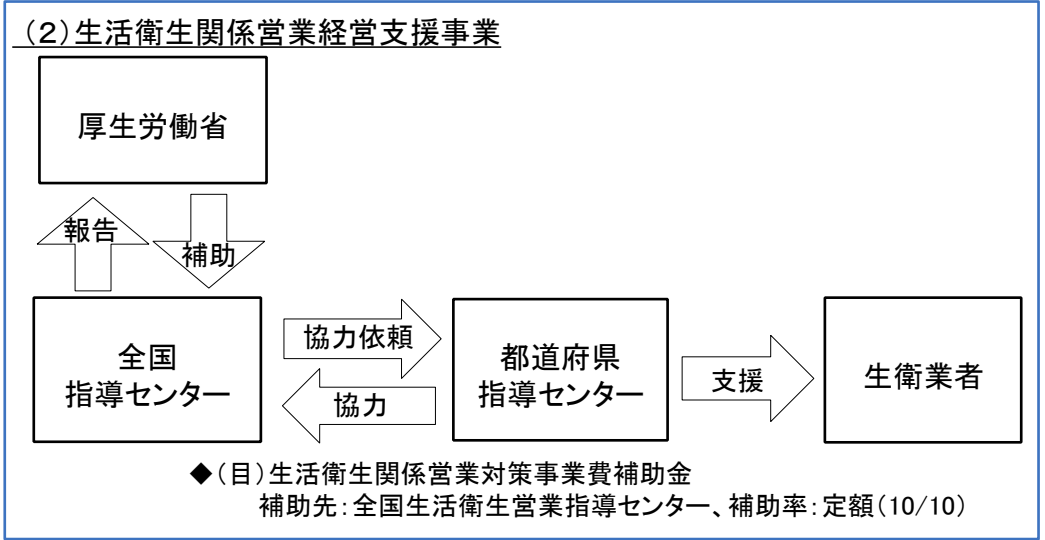 (2)生活衛生関係営業経営支援事業
厚生労働省
報告
補助
全国
指導センター
協力依頼
協力
都道府県
指導センター
支援
生衛業者
◆(目)生活衛生関係営業対策事業費補助金
補助先:全国生活衛生営業指導センター、補助率:定額(10/10)